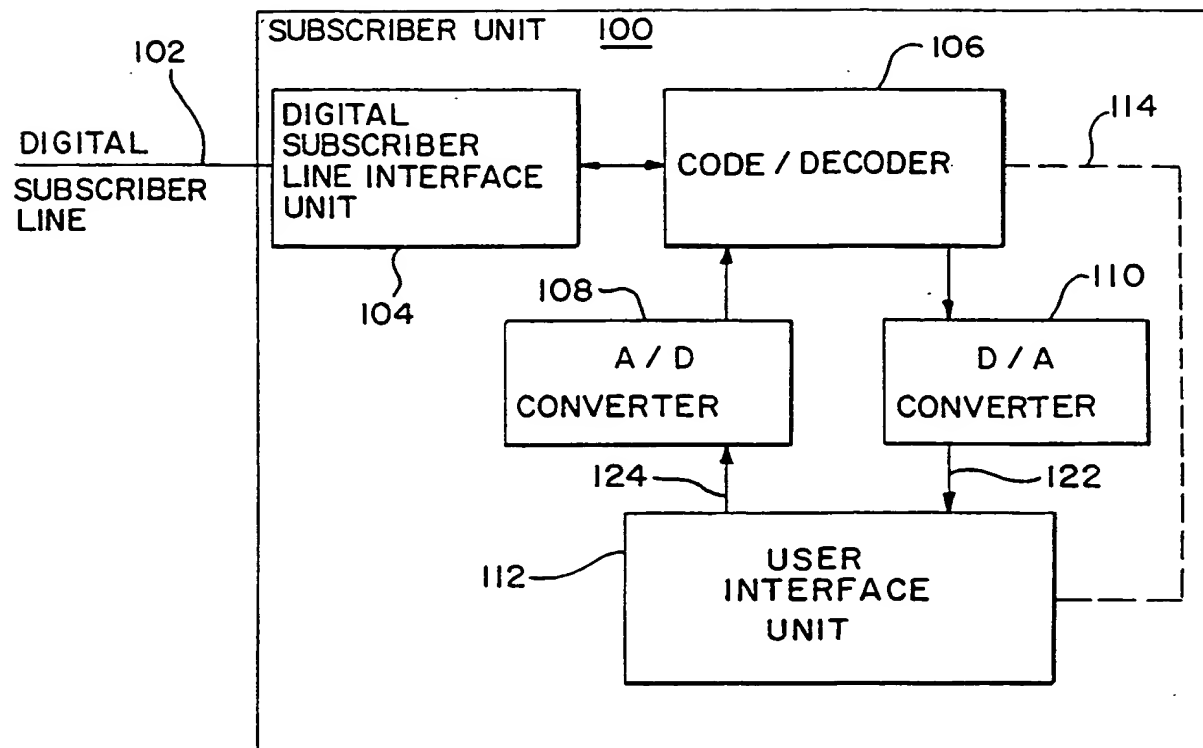 SUBSCRIBER UNIT 100
102
106
114
DIGITAL
SUBSCRIBER
LINE
DIGITAL
SUBSCRIBER
LINE INTERFACE
UNIT
CODE / DECODER
104
108
110
A / D
CONVERTER
D / A
CONVERTER
124
122
112
USER
INTERFACE
UNIT